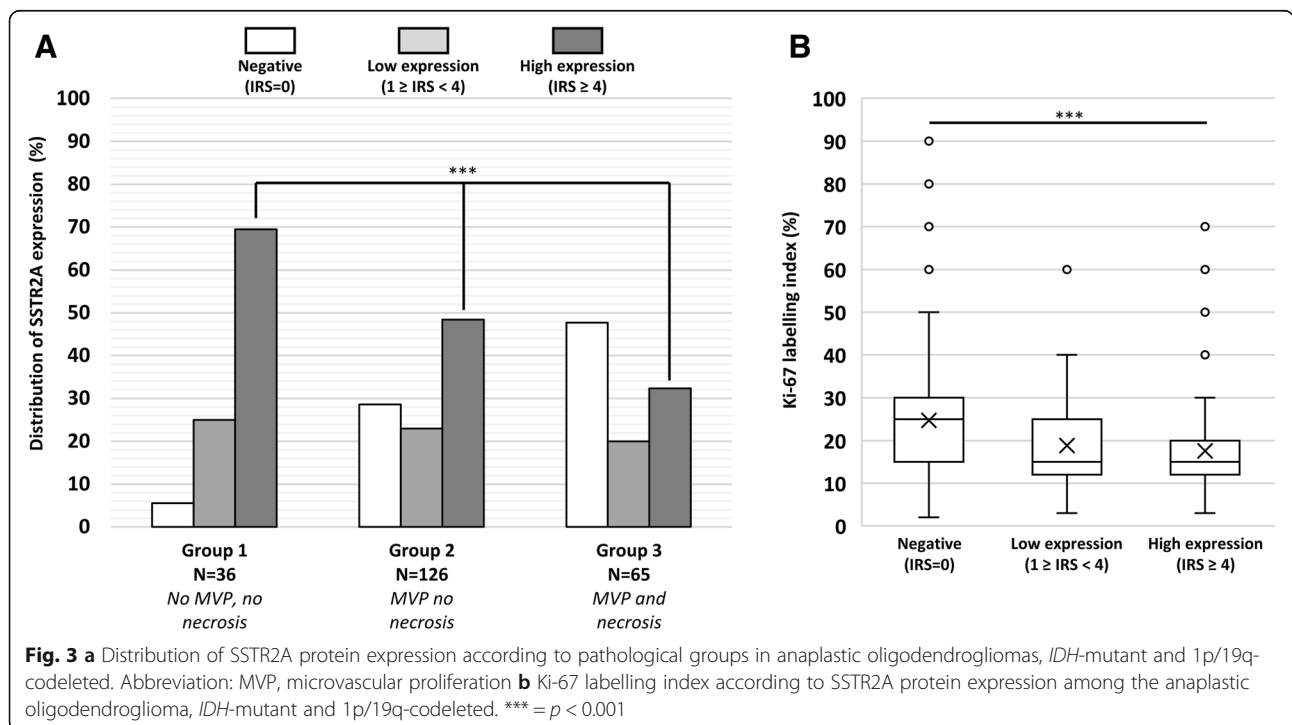 A
Negative
(IRS=0)
Low expression
(1 ≥ IRS < 4)
High expression
(IRS ≥ 4)
Distribution of SSTR2A expression (%)
100
90
80
70
60
50
40
30
20
10
0
***
Group 1
N=36
No MVP, no
necrosis
Group 2
N=126
MVP no
necrosis
Group 3
N=65
MVP and
necrosis
B
Ki-67 labelling index (%)
100
90
80
70
60
50
40
30
20
10
0
***
Negative
(IRS=0)
Low expression
(1 ≥ IRS < 4)
High expression
(IRS ≥ 4)
Fig. 3 a Distribution of SSTR2A protein expression according to pathological groups in anaplastic oligodendrogliomas, IDH-mutant and 1p/19q-
codeleted. Abbreviation: MVP, microvascular proliferation b Ki-67 labelling index according to SSTR2A protein expression among the anaplastic
oligodendroglioma, IDH-mutant and 1p/19q-codeleted. *** = p < 0.001